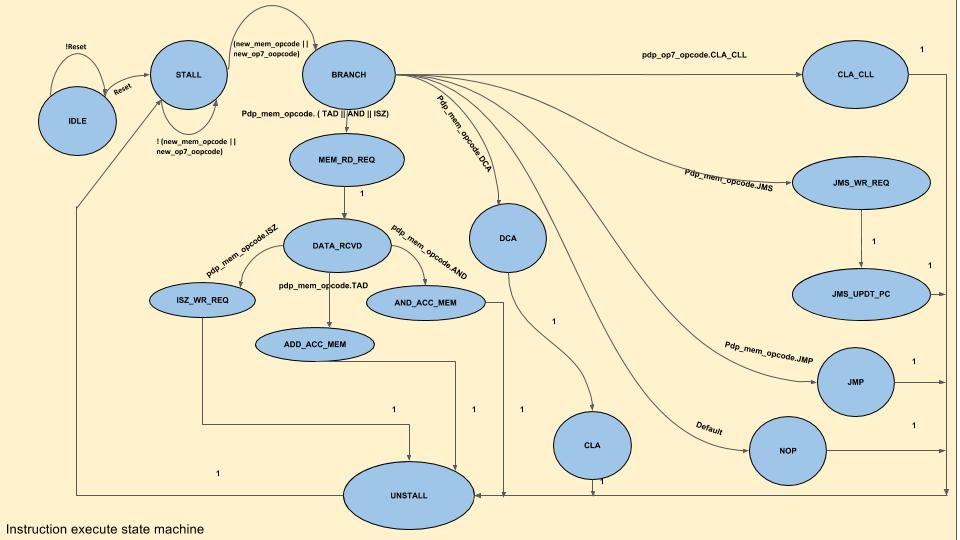 !Reset
IDLE
Reset
STALL
(new_mem_opcode ||
new_op7_oopcode)
! (new_mem_opcode ||
new_op7_oopcode)
BRANCH
pdp_op7_opcode.CLA_CLL
1
CLA_CLL
Pdp_mem_opcode. ( TAD || AND || ISZ)
Pdp_mem_opcode.DCA
MEM_RD_REQ
1
Pdp_mem_opcode.JMS
JMS_WR_REQ
DATA_RCVD
DCA
1
pdp_mem_opcode.ISZ
pdp_mem_opcode.AND
pdp_mem_opcode.TAD
1
ISZ_WR_REQ
AND_ACC_MEM
JMS_UPDT_PC
1
ADD_ACC_MEM
Pdp_mem_opcode.JMP
1
JMP
1
1
1
Default
1
CLA
NOP
1
1
UNSTALL
Instruction execute state machine